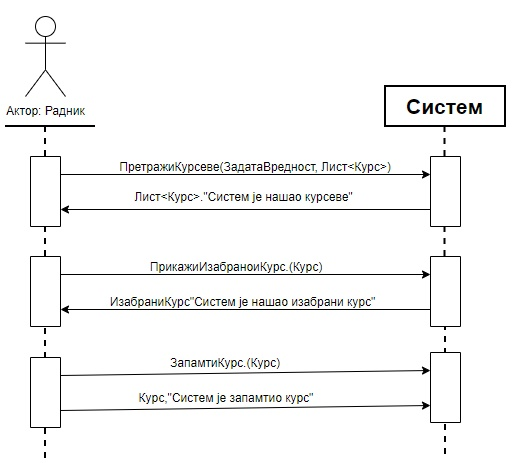 Актор: Радник
Систем
ПретражиКурсеве(ЗадатаВредност, Лист<Курс>)
Лист<Курс>."Систем је нашао курсеве"
ПрикажиИзабраноиКурс.(Курс)
ИзабраниКурс"Систем је нашао изабрани курс"
ЗапамтиКурс.(Курс)
Курс,"Систем је запамтио курс"